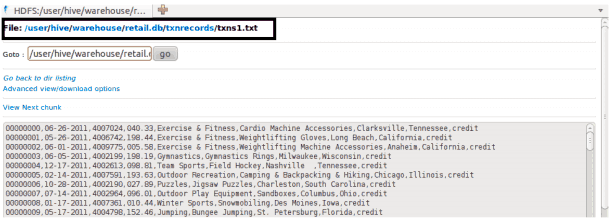 HDFS:/user/hive/warehouse/r...
File: /user/hive/warehouse/retail.db/txnrecords/txns1.txt
Goto : /user/hive/warehouse/retail.c go
Go back to dir listing
Advanced view/download options
View Next chunk
00000000,06-26-2011,4007024,040.33,Exercise & Fitness,Cardio Machine Accessories,Clarksville,Tennessee,credit
00000001,05-26-2011,4006742,198.44,Exercise & Fitness,Weightlifting Gloves,Long Beach,California,credit
00000002,06-01-2011,4009775,005.58,Exercise & Fitness,Weightlifting Machine Accessories,Anaheim,California,credit
00000003,06-05-2011,4002199,198.19,Gymnastics,Gymnastics Rings,Milwaukee,Wisconsin,credit
00000004,12-17-2011,4002613,098.81,Team Sports,Field Hockey,Nashville ,Tennessee,credit
00000005,02-14-2011,4007591,193.63,Outdoor Recreation,Camping & Backpacking & Hiking,Chicago,Illinois,credit
00000006,10-28-2011,4002190,027.89,Puzzles,Jigsaw Puzzles,Charleston,South Carolina,credit
00000007,07-14-2011,4002964,096.01,Outdoor Play Equipment,Sandboxes,Columbus,Ohio,credit
00000008,01-17-2011,4007361,010.44,Winter Sports,Snowmobiling,Des Moines,Iowa,credit
00000009,05-17-2011,4004798,152.46,Jumping,Bungee Jumping,St. Petersburg,Florida,credit